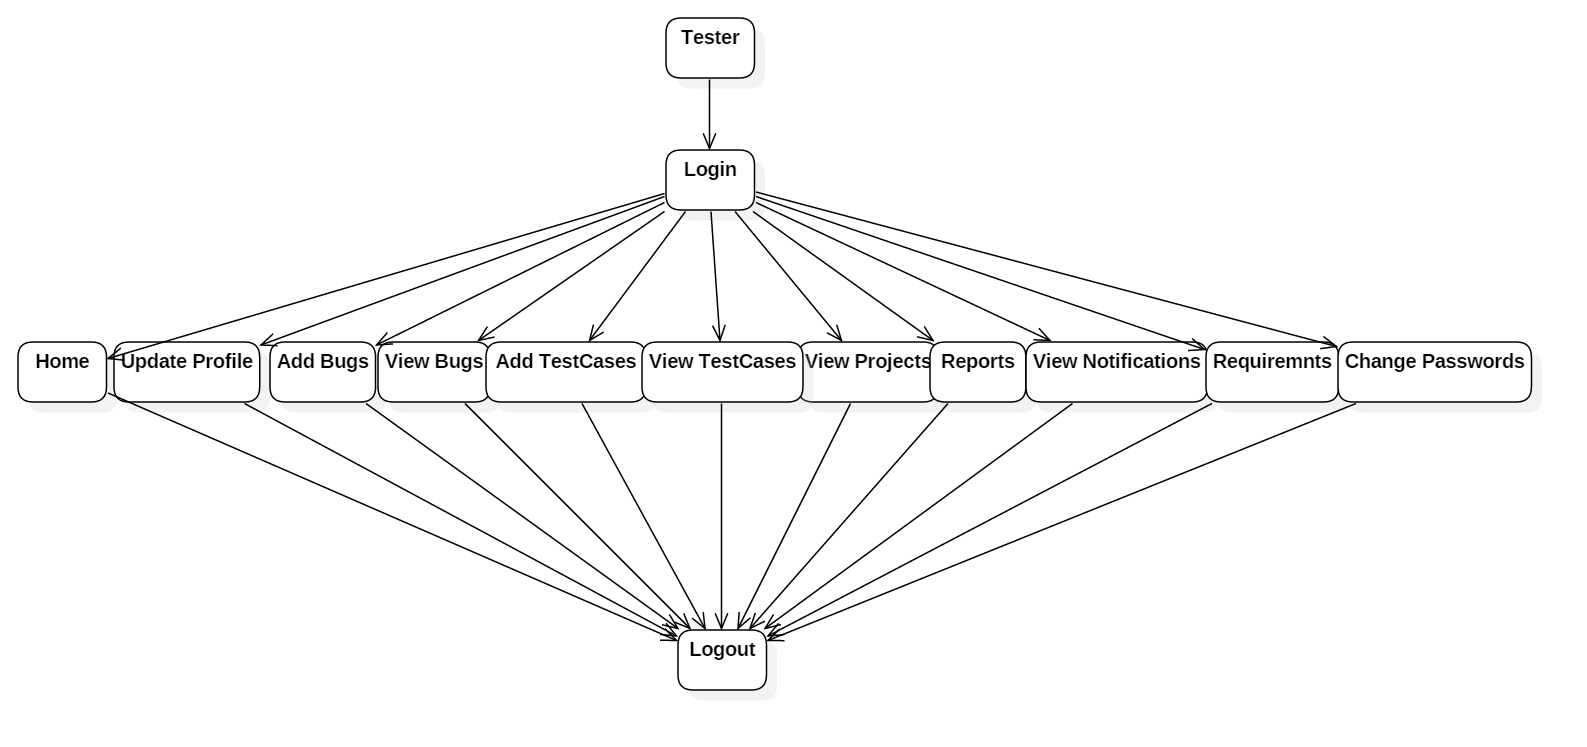 Tester
Login
Home
Update Profile
Add Bugs
View Bugs
Add TestCases
View TestCases
View Projects
Reports
View Notifications
Requiremnts
Change Passwords
Logout